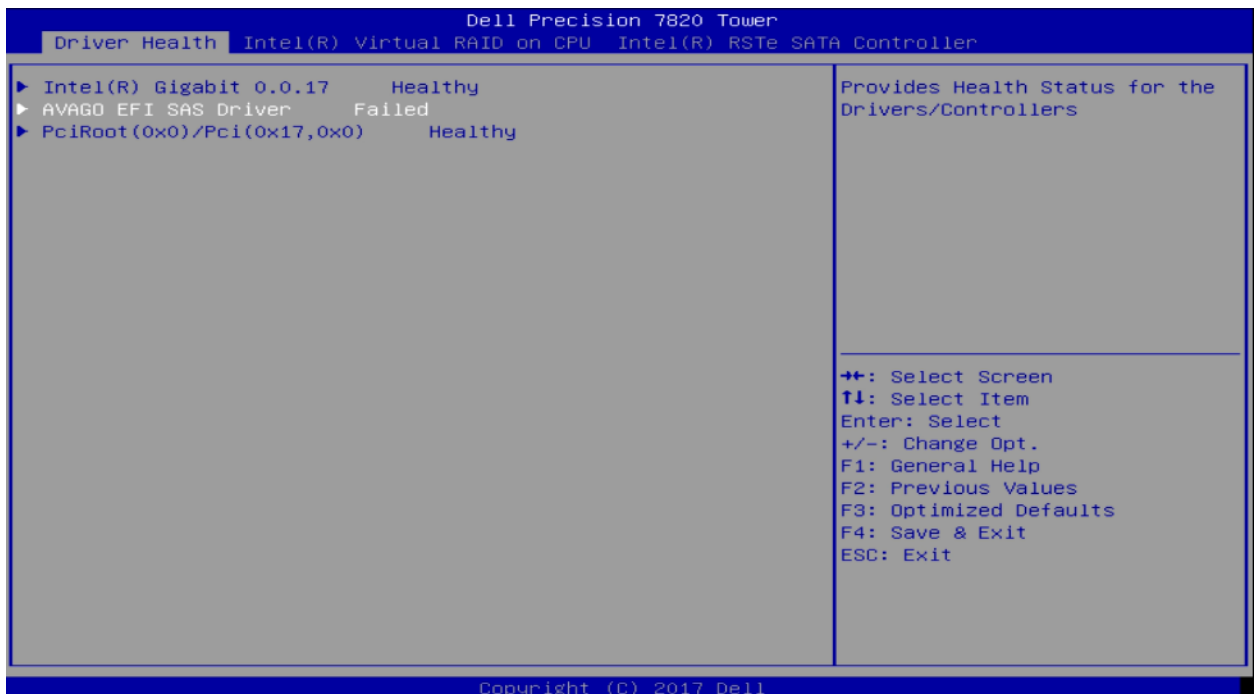 Dell Precision 7820 Tower
Driver Health Intel(R) Virtual RAID on CPU Intel(R) RSTe SATA Controller
Intel(R) Gigabit 0.0.17 Healthy
AVAGO EFI SAS Driver Failed
PciRoot(0x0)/Pci(0x17,0x0) Healthy
Provides Health Status for the
Drivers/Controllers
→←: Select Screen
↑↓: Select Item
Enter: Select
+/-: Change Opt.
F1: General Help
F2: Previous Values
F3: Optimized Defaults
F4: Save & Exit
ESC: Exit
Copyright (C) 2017 Dell